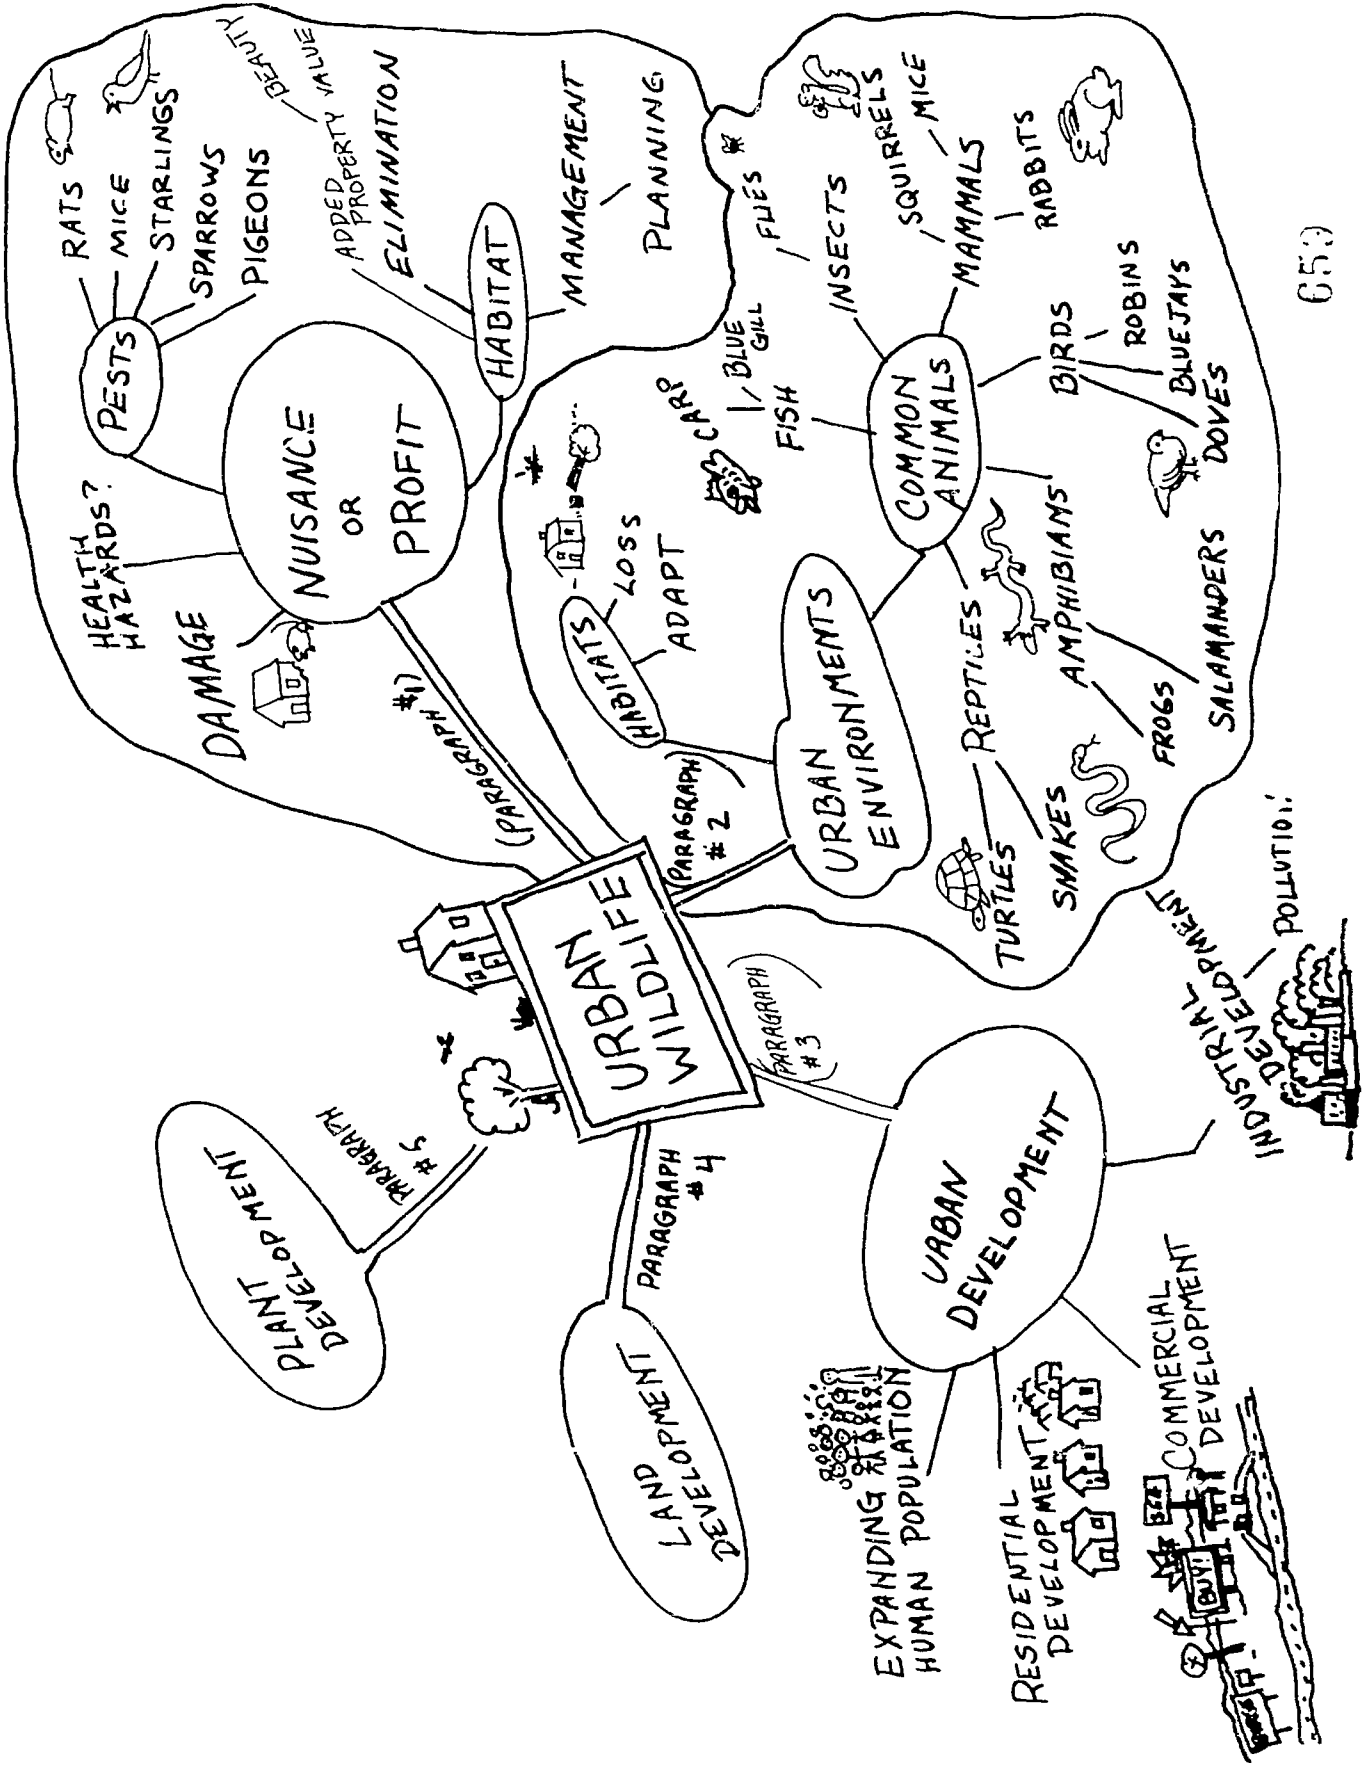 URBAN
WILDLIFE
(PARAGRAPH #1)
NUISANCE
OR
PROFIT
DAMAGE
HEALTH
HAZARDS?
PESTS
RATS
MICE
STARLINGS
SPARROWS
PIGEONS
HABITAT
ADDED
PROPERTY VALUE
BEAUTY
ELIMINATION
MANAGEMENT
PLANNING
(PARAGRAPH
# 2
)
URBAN
ENVIRONMENTS
HABITATS
LOSS
ADAPT
COMMON
ANIMALS
FISH
CARP
BLUE
GILL
INSECTS
FLIES
MAMMALS
SQUIRRELS
MICE
RABBITS
BIRDS
ROBINS
BLUEJAYS
DOVES
AMPHIBIANS
FROGS
SALAMANDERS
REPTILES
TURTLES
SNAKES
PARAGRAPH
#3
URBAN
DEVELOPMENT
INDUSTRIAL
DEVELOPMENT
POLLUTION!
COMMERCIAL
DEVELOPMENT
BUY!
RESIDENTIAL
DEVELOPMENT
EXPANDING
HUMAN POPULATION
PARAGRAPH
# 4
LAND
DEVELOPMENT
PARAGRAPH
#5
PLANT
DEVELOPMENT
653